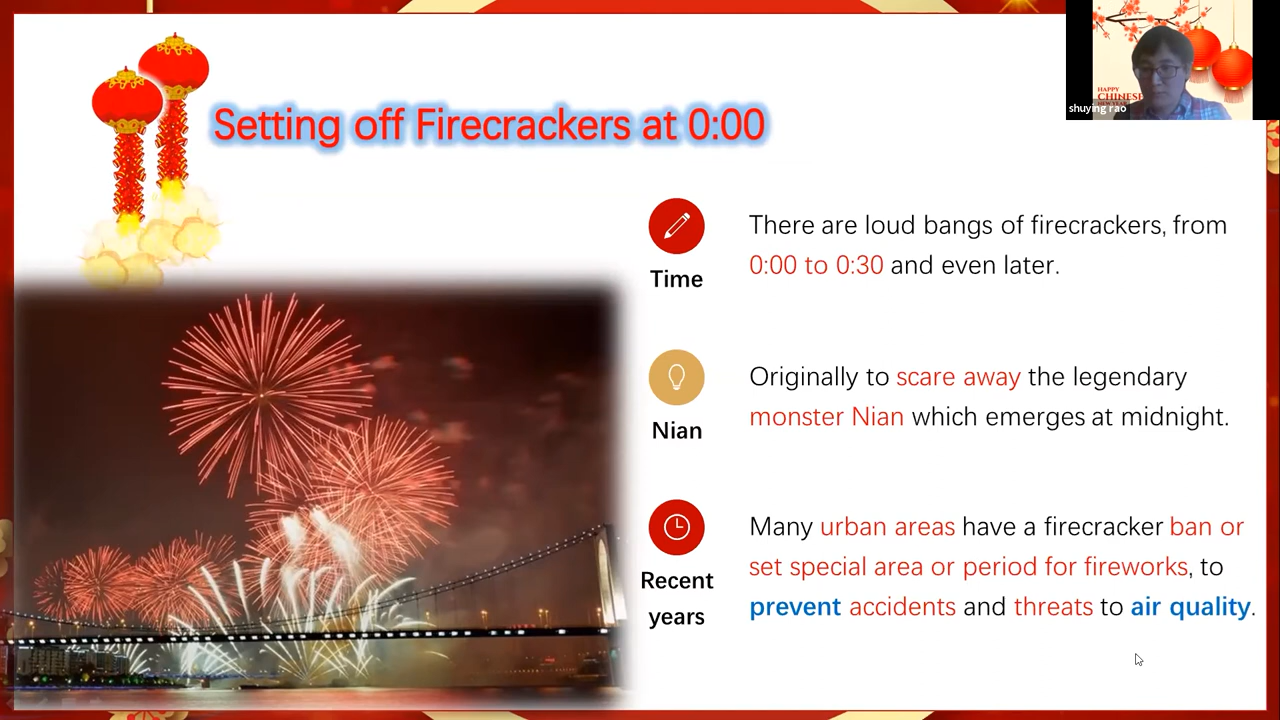 Setting off Firecrackers at 0:00
HAPPY
CHINESE
NEW YEAR
shuying rao
There are loud bangs of firecrackers, from
0:00 to 0:30 and even later.
Time
Originally to scare away the legendary
monster Nian which emerges at midnight.
Nian
Many urban areas have a firecracker ban or
set special area or period for fireworks, to
prevent accidents and threats to air quality.
Recent
years